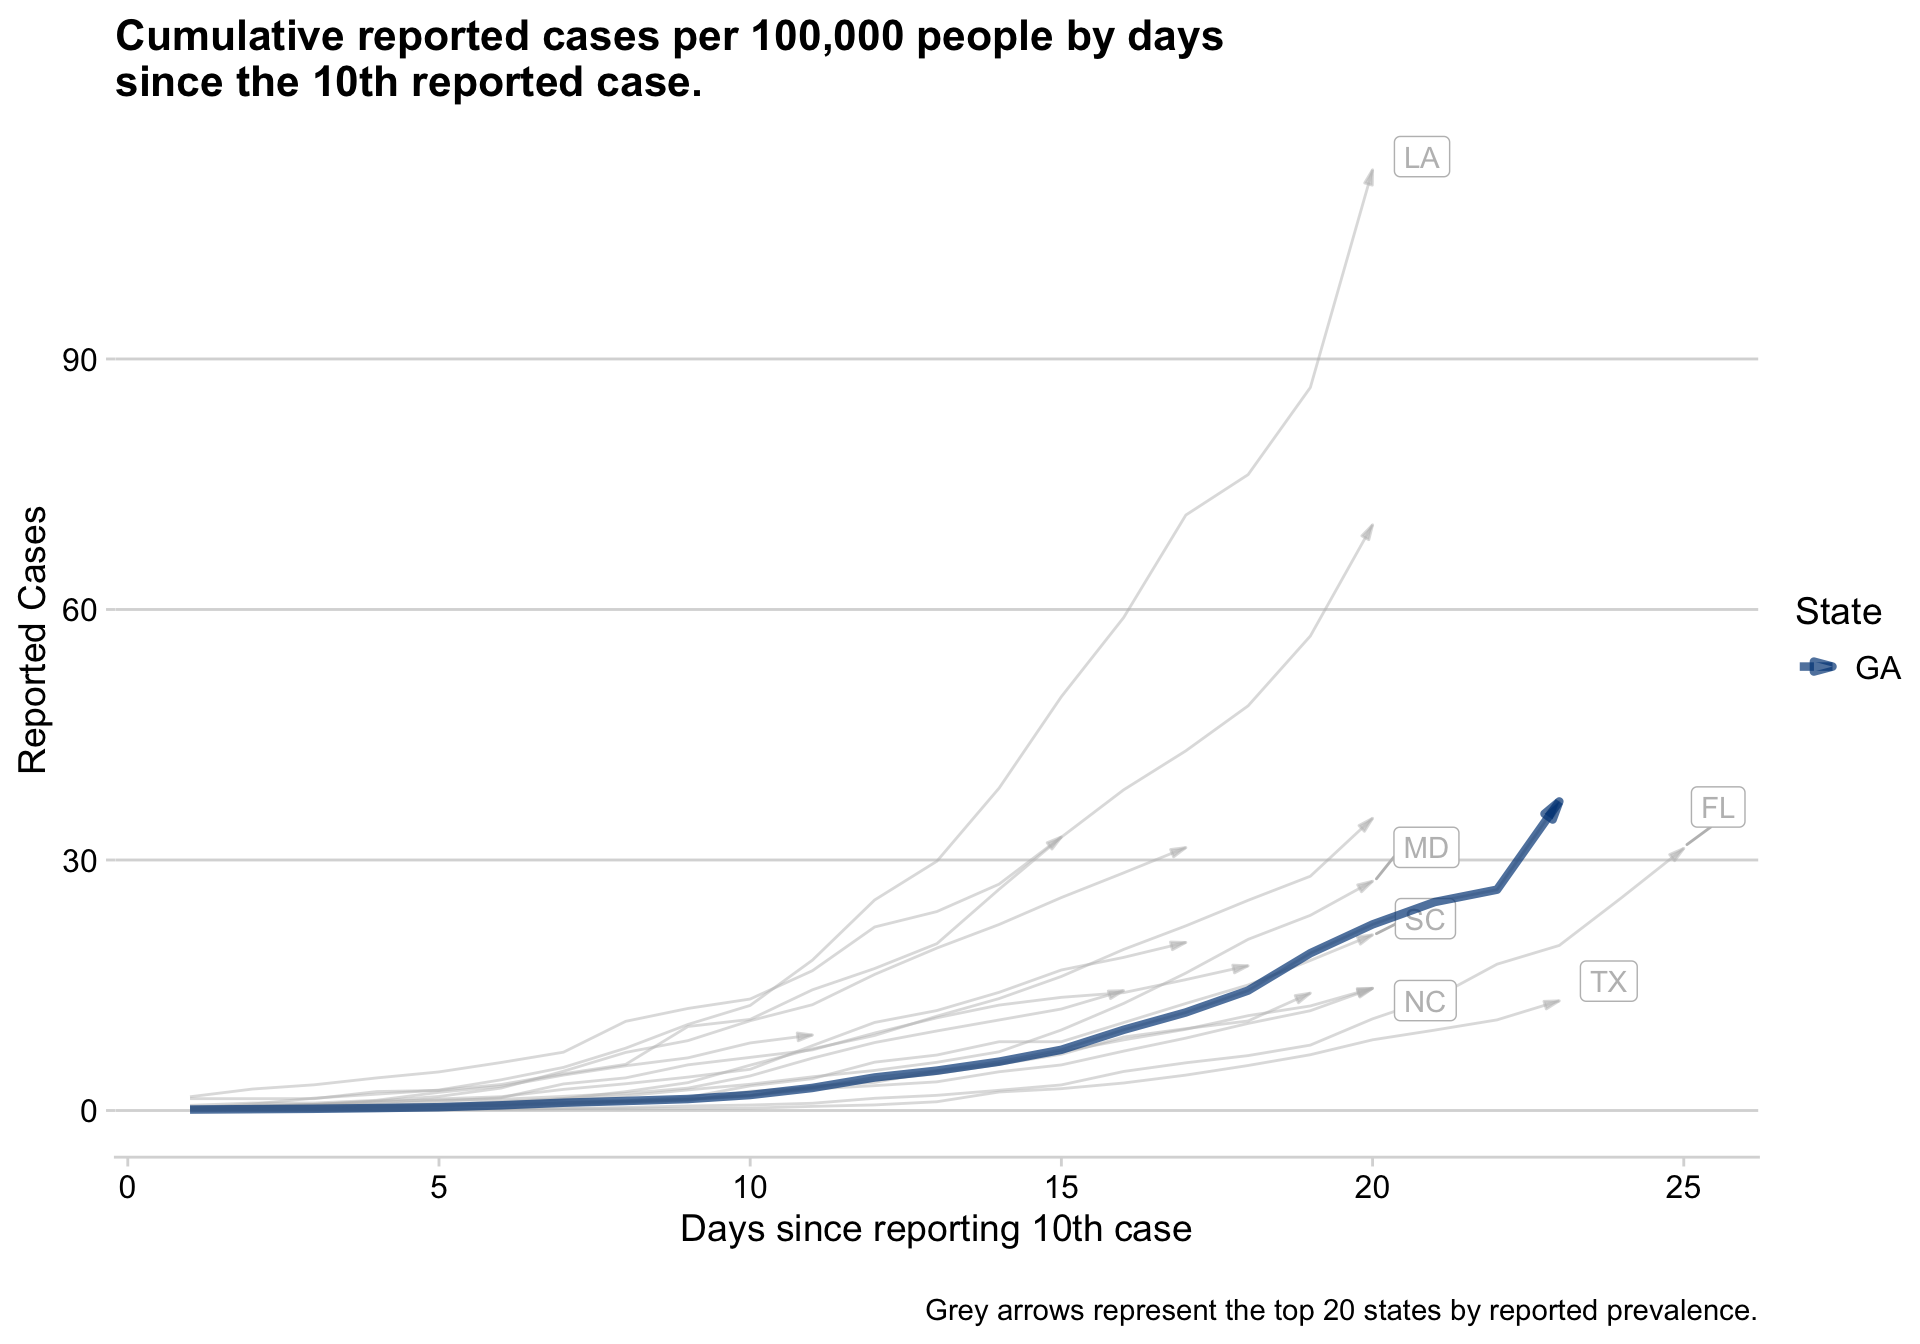 Cumulative reported cases per 100,000 people by days
since the 10th reported case.
LA
90
60
30
0
Reported Cases
FL
MD
SC
TX
NC
State
GA
0 5 10 15 20 25
Days since reporting 10th case
Grey arrows represent the top 20 states by reported prevalence.